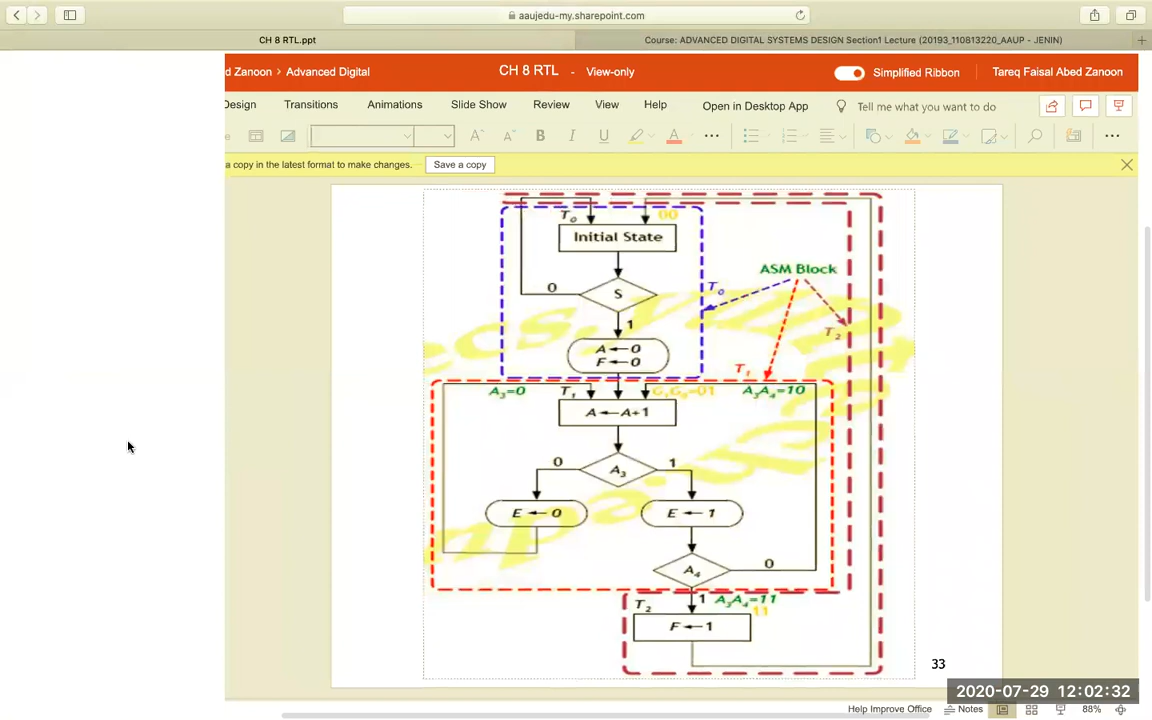 aaujedu-my.sharepoint.com
CH 8 RTL.ppt
Course: ADVANCED DIGITAL SYSTEMS DESIGN Section1 Lecture (20193_110813220_AAUP - JENIN)
d Zanoon > Advanced Digital
CH 8 RTL - View-only
Simplified Ribbon
Tareq Faisal Abed Zanoon
Design Transitions Animations Slide Show Review View Help Open in Desktop App Tell me what you want to do
a copy in the latest format to make changes. Save a copy
T₀ 00
Initial State
ASM Block
0 S
T₀
1
T₂
A←0
F←0
T₁
A₃=0 T₁ G₁G₀=01 A₃A₄=10
A←A+1
0 A₃ 1
E←0 E←1
A₄ 0
T₂ 1 A₃A₄=11
11
F←1
33
2020-07-29 12:02:32
Help Improve Office Notes 88%